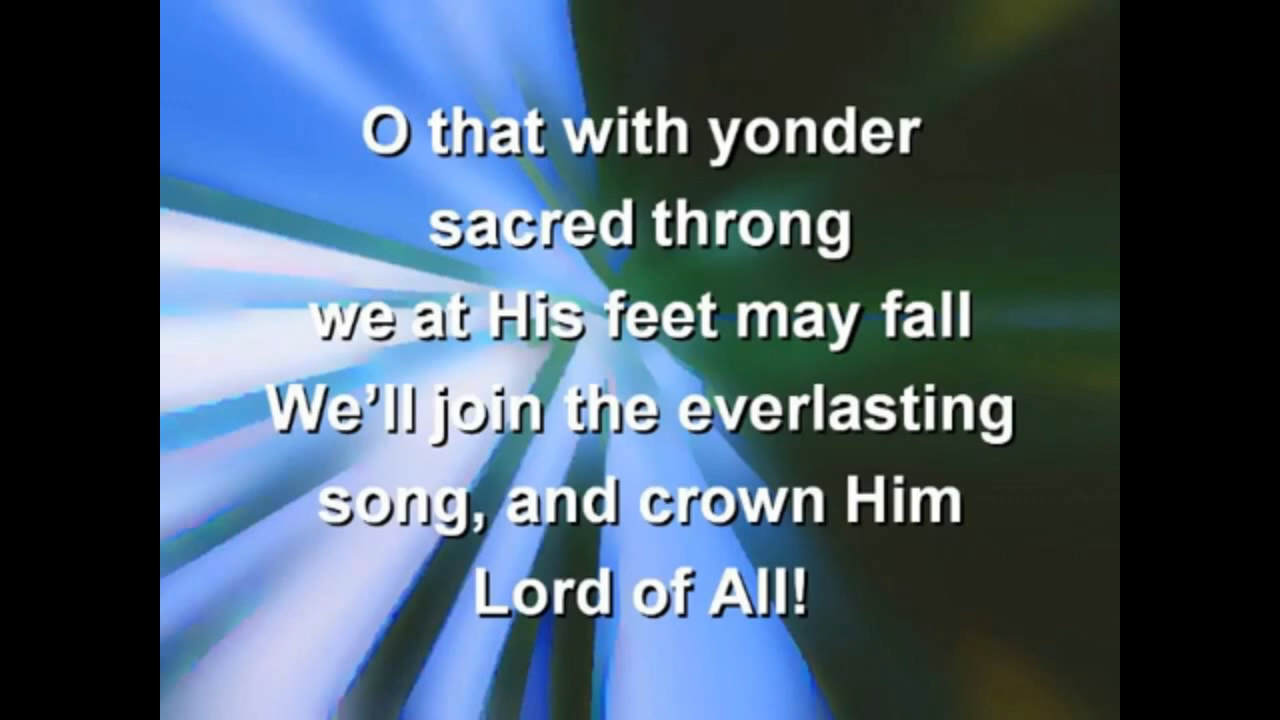 O that with yonder
sacred throng
we at His feet may fall
We’ll join the everlasting
song, and crown Him
Lord of All!